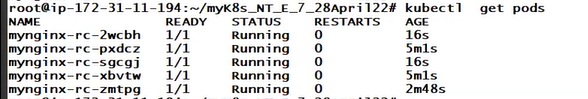 root@ip-172-31-11-194:~/myK8s_NT_E_7_28April22# kubectl  get pods
NAME               READY   STATUS    RESTARTS   AGE
mynginx-rc-2wcbh   1/1     Running   0          16s
mynginx-rc-pxdcz   1/1     Running   0          5m1s
mynginx-rc-sgcgj   1/1     Running   0          16s
mynginx-rc-xbvtw   1/1     Running   0          5m1s
mynginx-rc-zmtpg   1/1     Running   0          2m48s